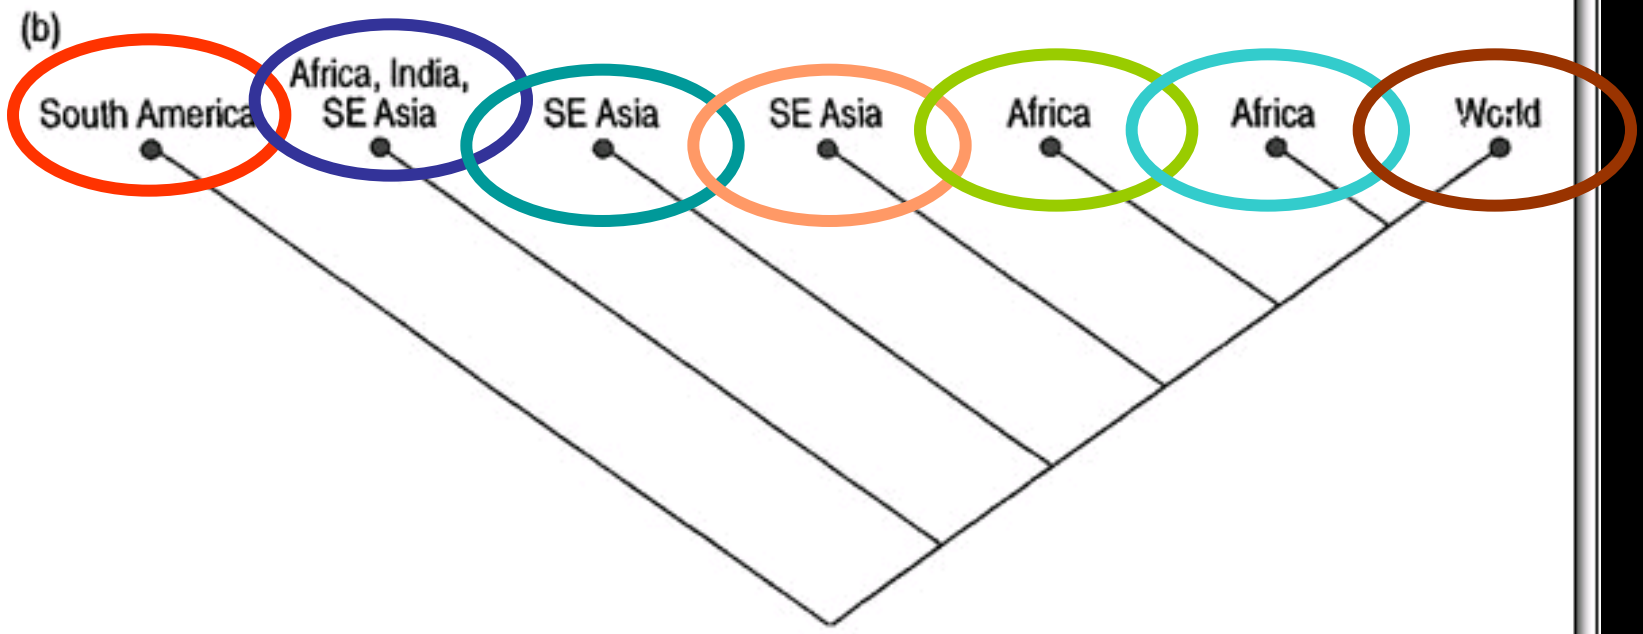 (b)
South America
Africa, India,
SE Asia
SE Asia
SE Asia
Africa
Africa
World